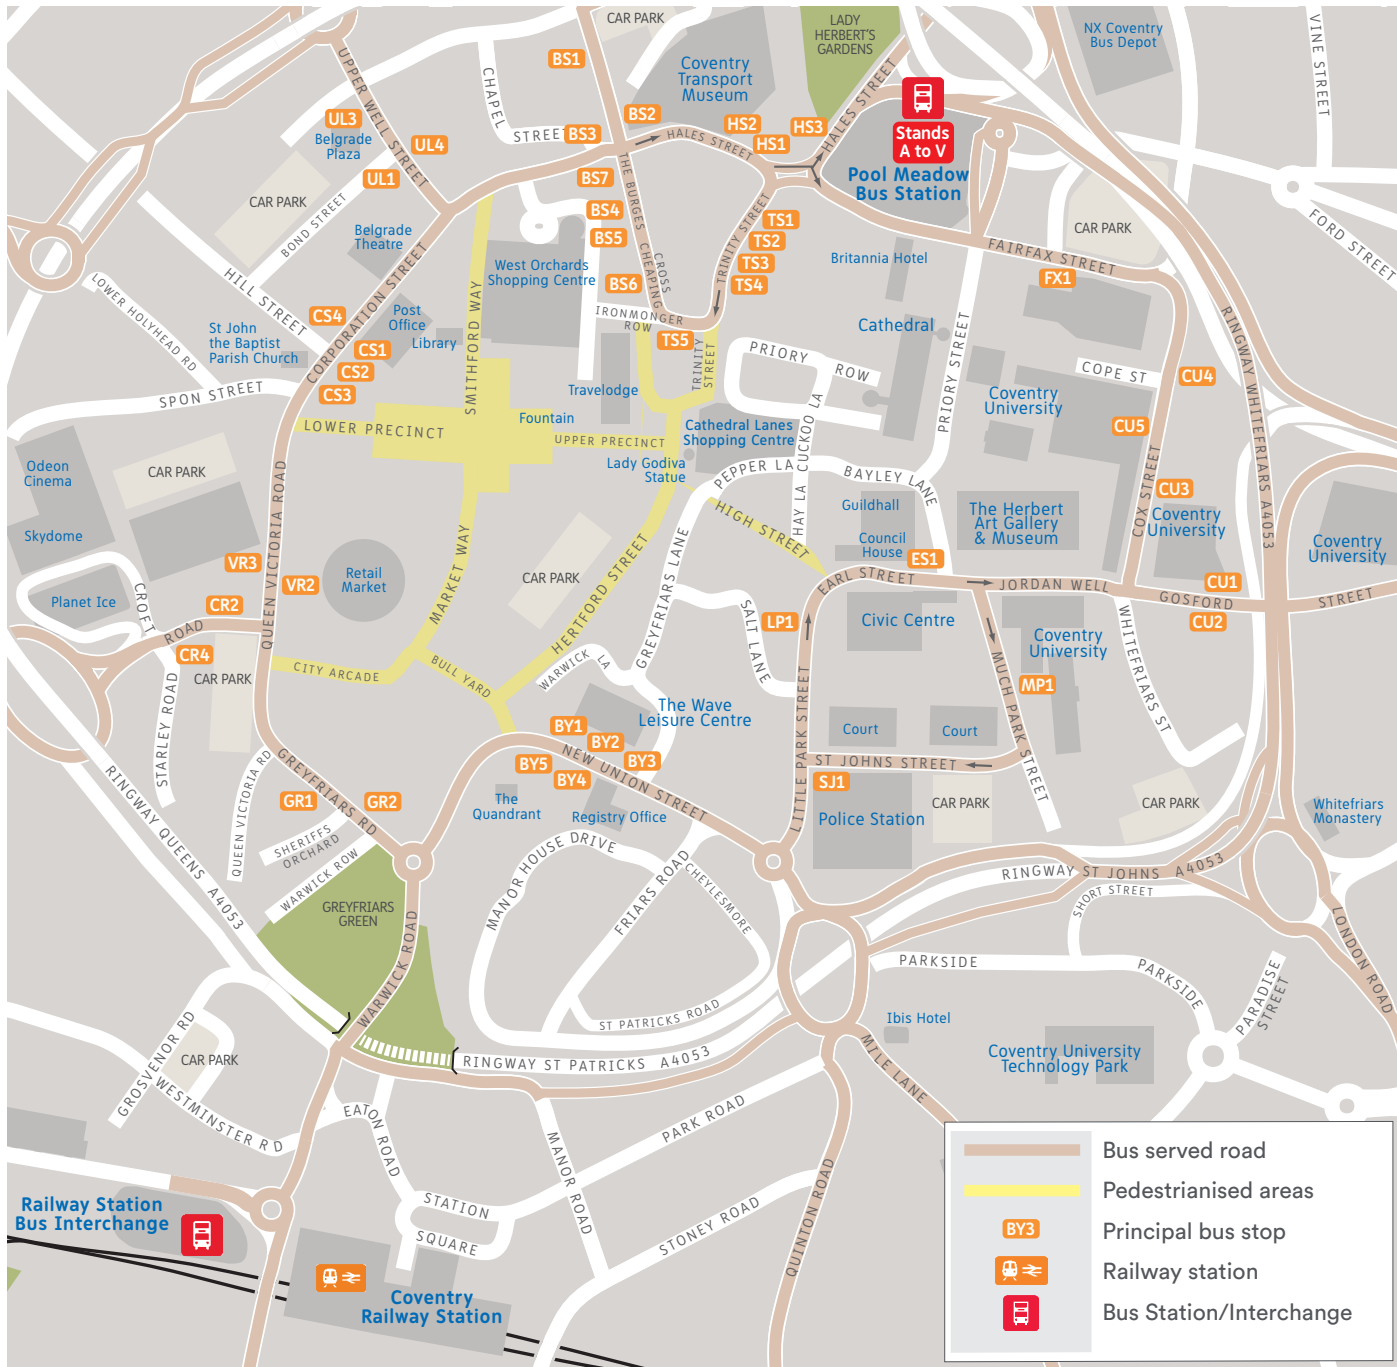 CAR PARK
LADY
HERBERT'S
GARDENS
NX Coventry
Bus Depot
VINE STREET
UPPER WELL STREET
CHAPEL
STREET
BS1
Coventry
Transport
Museum
HALES STREET
Stands
A to V
Pool Meadow
Bus Station
UL3
Belgrade
Plaza
UL4
UL1
BS2
BS3
HALES STREET
HS2
HS1
HS3
BS7
BS4
BS5
BS6
THE BURGES
CROSS
CHEAPING
TRINITY STREET
TS1
TS2
TS3
TS4
TS5
CAR PARK
BOND STREET
Belgrade
Theatre
HILL STREET
LOWER HOLYHEAD RD
St John
the Baptist
Parish Church
CORPORATION STREET
CS4
CS1
CS2
CS3
Post
Office
Library
West Orchards
Shopping Centre
SMITHFORD WAY
IRONMONGER
ROW
TRINITY
STREET
Britannia Hotel
Cathedral
CAR PARK
FAIRFAX STREET
FX1
FORD STREET
RINGWAY WHITEFRIARS A4053
PRIORY STREET
PRIORY ROW
CUCKOO LA
HAY LA
COPE ST
CU4
CU5
CU3
Coventry
University
COX STREET
Coventry
University
Coventry
University
SPON STREET
LOWER PRECINCT
Fountain
UPPER PRECINCT
Travelodge
Cathedral Lanes
Shopping Centre
Lady Godiva
Statue
PEPPER LA
BAYLEY LANE
HIGH STREET
Guildhall
Council
House
ES1
The Herbert
Art Gallery
& Museum
Odeon
Cinema
Skydome
CAR PARK
Planet Ice
CROFT
ROAD
VR3
VR2
CR2
CR4
QUEEN VICTORIA ROAD
Retail
Market
MARKET WAY
CAR PARK
HERTFORD STREET
GREYFRIARS LANE
SALT LANE
LP1
EARL STREET
JORDAN WELL
GOSFORD
STREET
CU1
CU2
Civic Centre
Coventry
University
MP1
MUCH PARK STREET
WHITEFRIARS ST
CAR PARK
STARLEY ROAD
CITY ARCADE
BULL YARD
WARWICK LA
The Wave
Leisure Centre
BY1
BY2
BY3
BY5
BY4
NEW UNION STREET
LITTLE PARK STREET
Court
Court
ST JOHNS STREET
SJ1
Police Station
CAR PARK
CAR PARK
Whitefriars
Monastery
RINGWAY QUEENS A4053
QUEEN VICTORIA RD
GREYFRIARS RD
GR1
GR2
SHERIFFS
ORCHARD
WARWICK ROW
The
Quandrant
Registry Office
MANOR HOUSE DRIVE
FRIARS ROAD
CHEYLESMORE
RINGWAY ST JOHNS A4053
SHORT STREET
LONDON ROAD
GREYFRIARS
GREEN
WARWICK ROAD
ST PATRICKS ROAD
PARKSIDE
PARKSIDE
PARADISE
STREET
Ibis Hotel
MILE LANE
Coventry University
Technology Park
GROSVENOR RD
CAR PARK
WESTMINSTER RD
RINGWAY ST PATRICKS A4053
EATON ROAD
PARK ROAD
MANOR ROAD
STATION
SQUARE
STONEY ROAD
QUINTON ROAD
Railway Station
Bus Interchange
Coventry
Railway Station
Bus served road
Pedestrianised areas
BY3
Principal bus stop
Railway station
Bus Station/Interchange